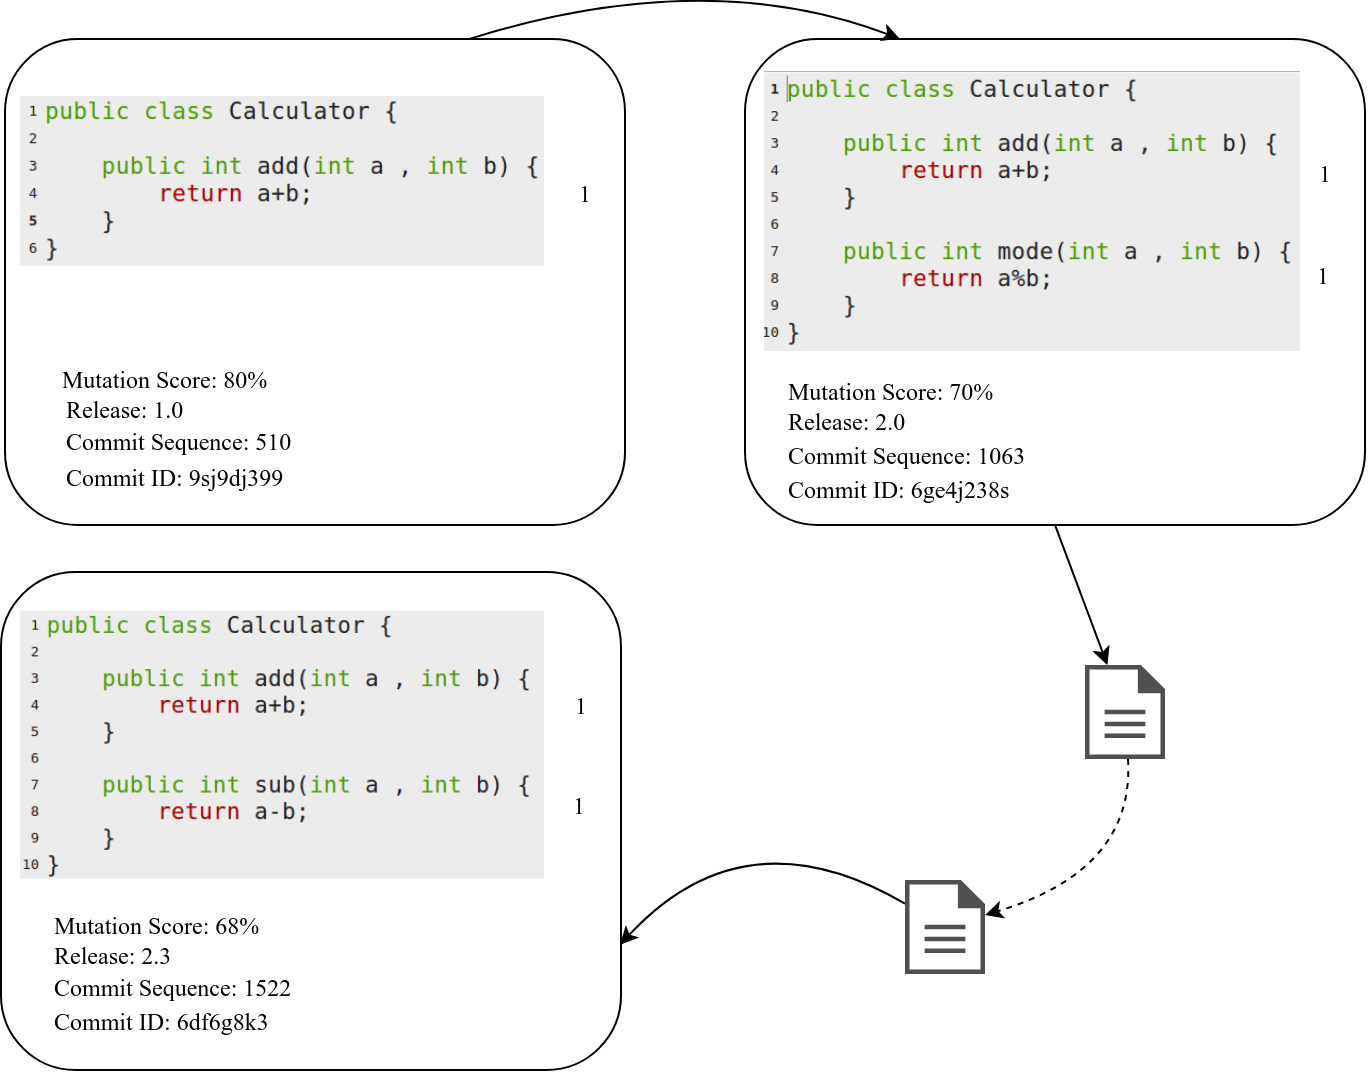 1 public class Calculator {
2
3 public int add(int a , int b) {
4 return a+b;
5 }
6 }
1
Mutation Score: 80%
Release: 1.0
Commit Sequence: 510
Commit ID: 9sj9dj399
1 public class Calculator {
2
3 public int add(int a , int b) {
4 return a+b;
5 }
6
7 public int mode(int a , int b) {
8 return a%b;
9 }
10 }
1
1
Mutation Score: 70%
Release: 2.0
Commit Sequence: 1063
Commit ID: 6ge4j238s
1 public class Calculator {
2
3 public int add(int a , int b) {
4 return a+b;
5 }
6
7 public int sub(int a , int b) {
8 return a-b;
9 }
10 }
1
1
Mutation Score: 68%
Release: 2.3
Commit Sequence: 1522
Commit ID: 6df6g8k3